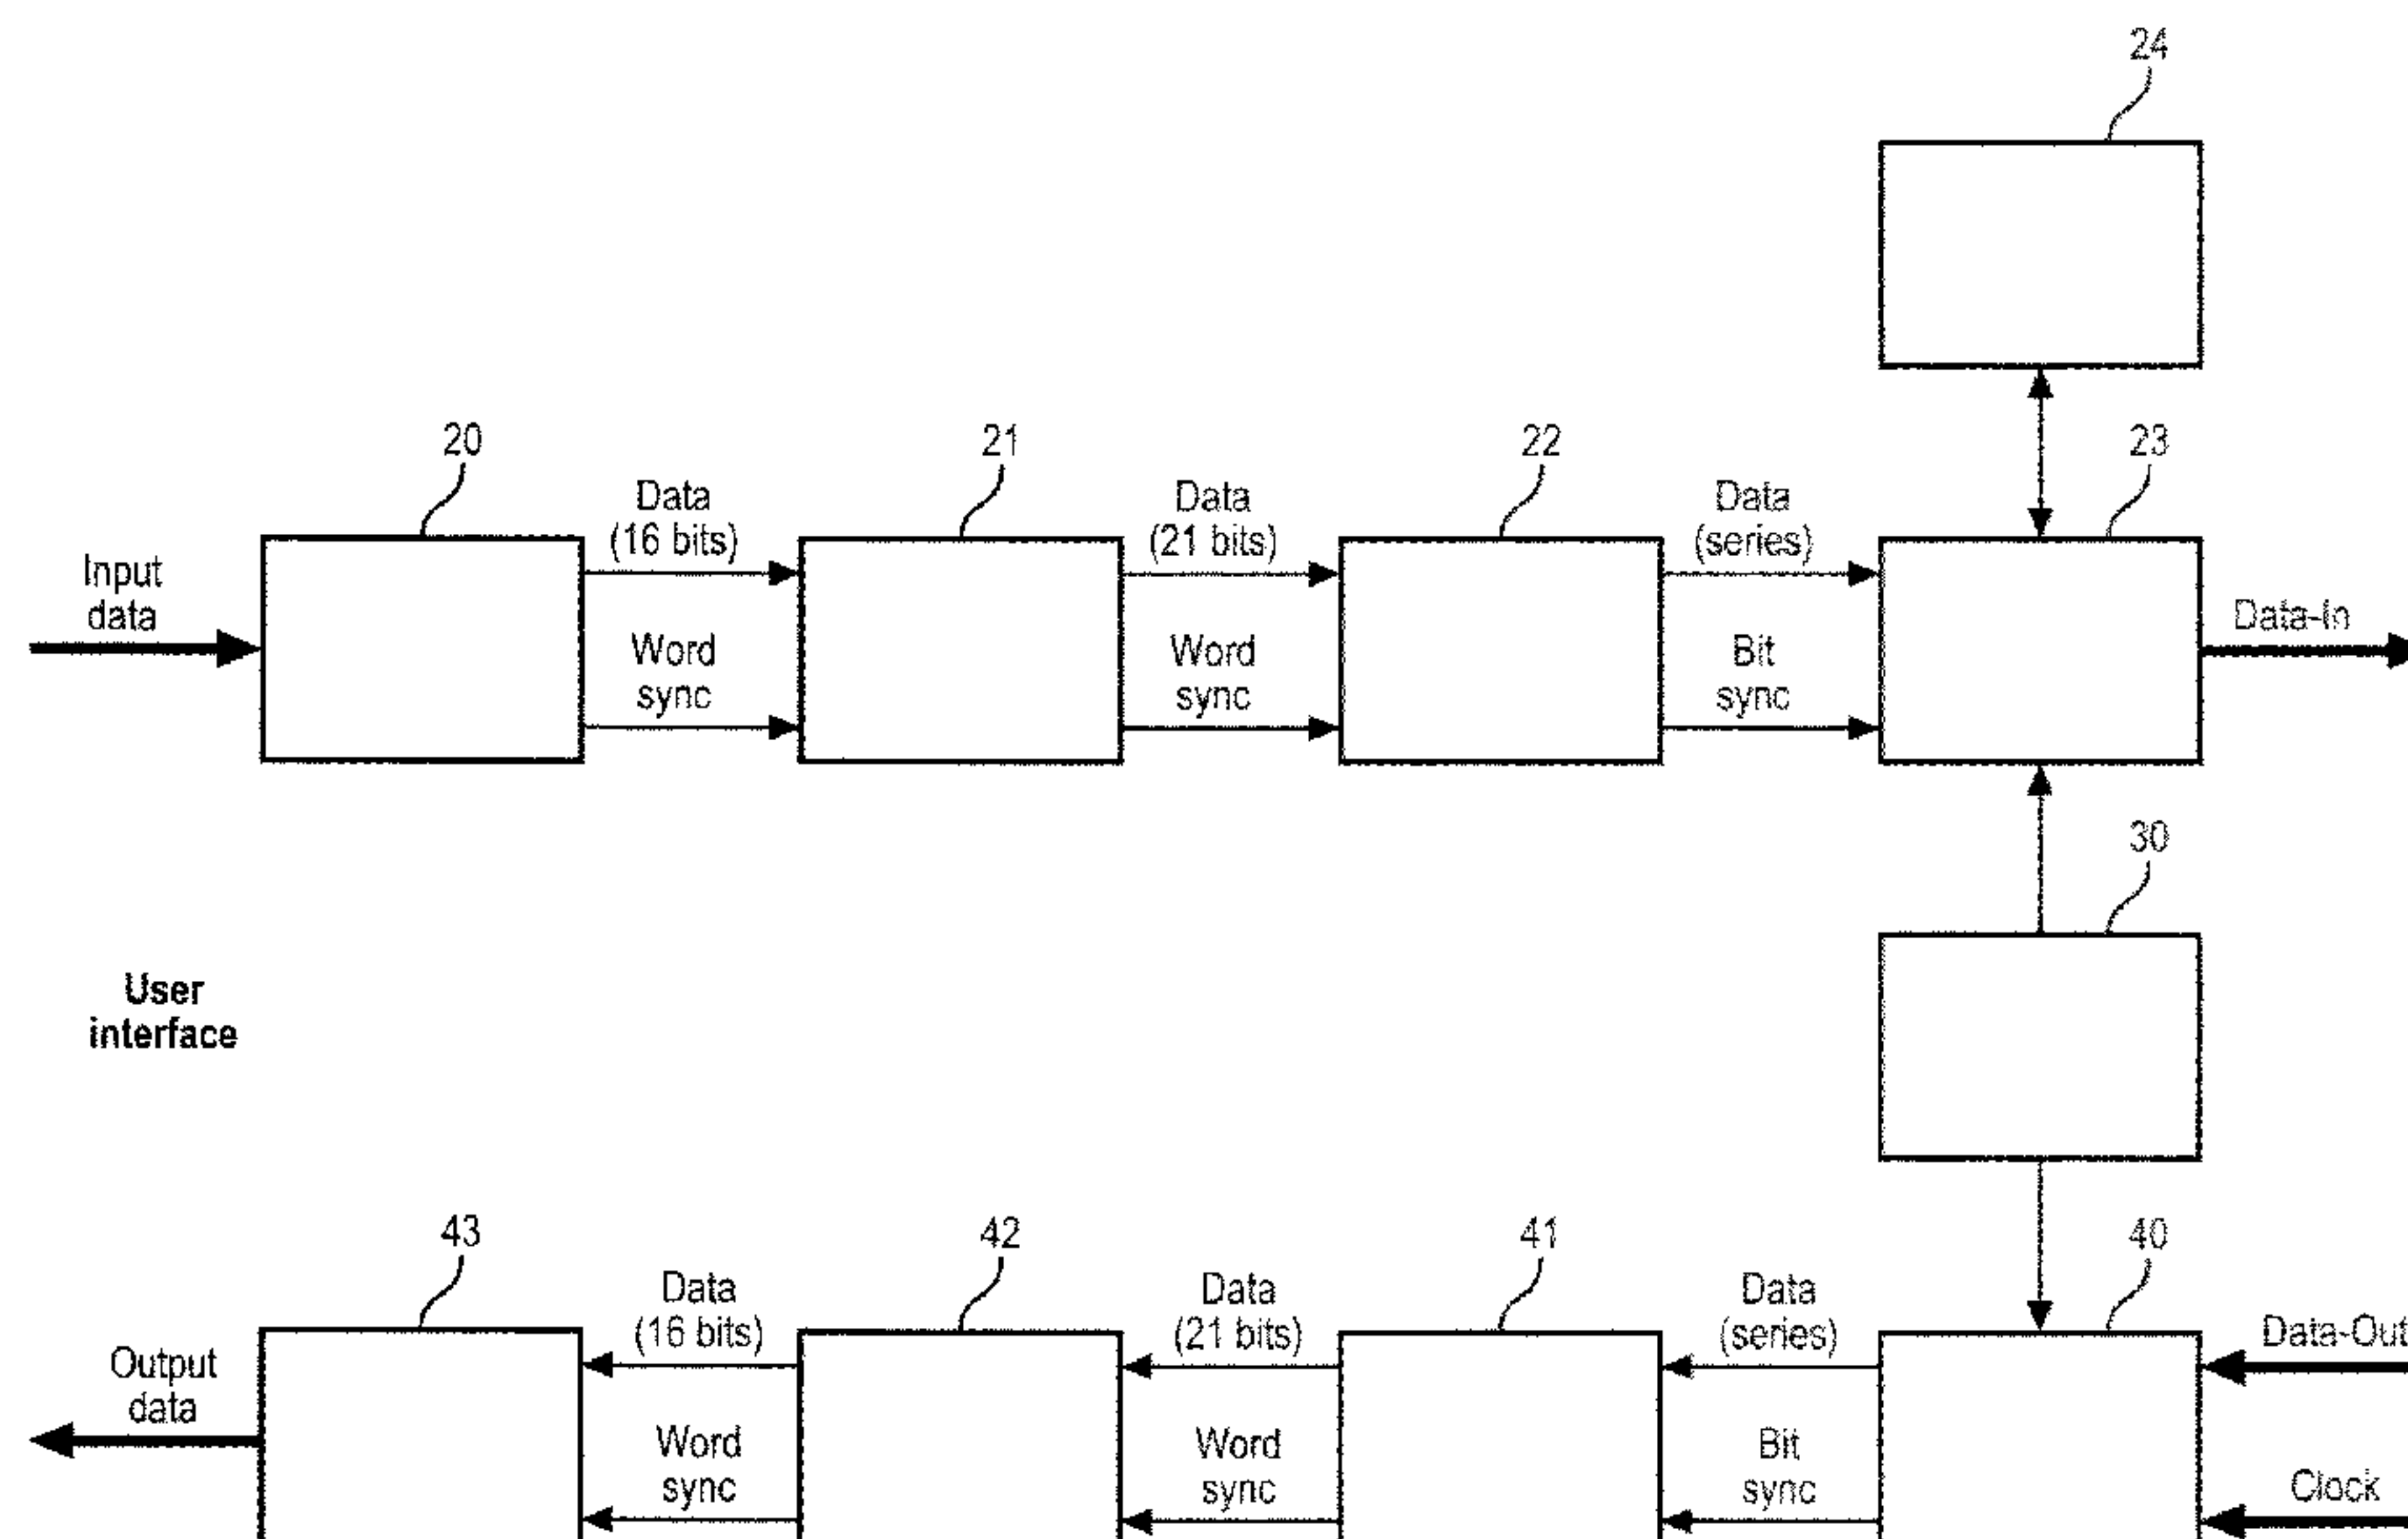 24
20
21
22
23
Data
(16 bits)
Data
(21 bits)
Data
(series)
Input
data
Word
sync
Word
sync
Bit
sync
Data-In
30
User
interface
43
42
41
40
Data
(16 bits)
Data
(21 bits)
Data
(series)
Data-Out
Output
data
Word
sync
Word
sync
Bit
sync
Clock